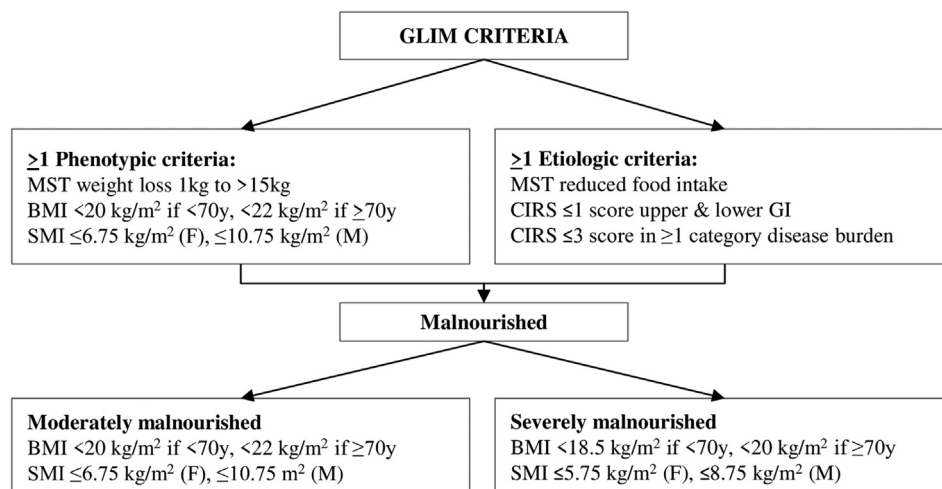 GLIM CRITERIA
≥1 Phenotypic criteria:
MST weight loss 1kg to >15kg
BMI <20 kg/m² if <70y, <22 kg/m² if ≥70y
SMI ≤6.75 kg/m² (F), ≤10.75 kg/m² (M)
≥1 Etiologic criteria:
MST reduced food intake
CIRS ≤1 score upper & lower GI
CIRS ≤3 score in ≥1 category disease burden
Malnourished
Moderately malnourished
BMI <20 kg/m² if <70y, <22 kg/m² if ≥70y
SMI ≤6.75 kg/m² (F), ≤10.75 m² (M)
Severely malnourished
BMI <18.5 kg/m² if <70y, <20 kg/m² if ≥70y
SMI ≤5.75 kg/m² (F), ≤8.75 kg/m² (M)